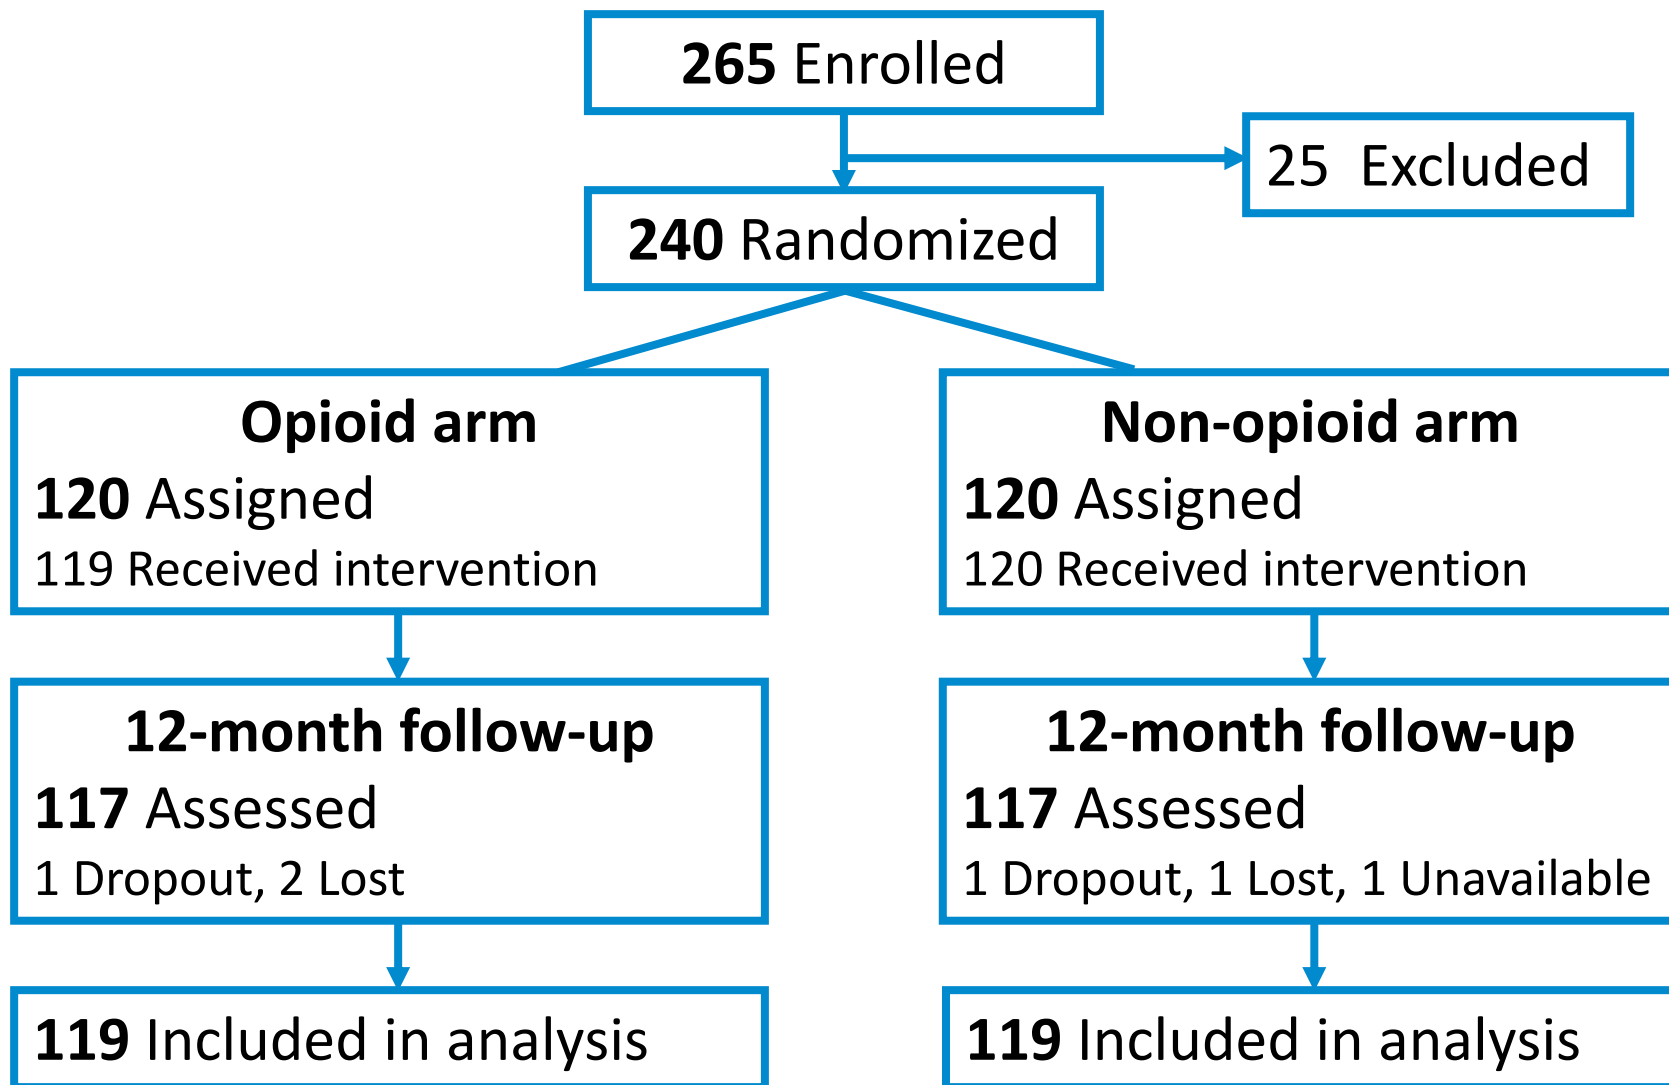 265 Enrolled
25 Excluded
240 Randomized
Opioid arm
120 Assigned
119 Received intervention
Non-opioid arm
120 Assigned
120 Received intervention
12-month follow-up
117 Assessed
1 Dropout, 2 Lost
12-month follow-up
117 Assessed
1 Dropout, 1 Lost, 1 Unavailable
119 Included in analysis
119 Included in analysis